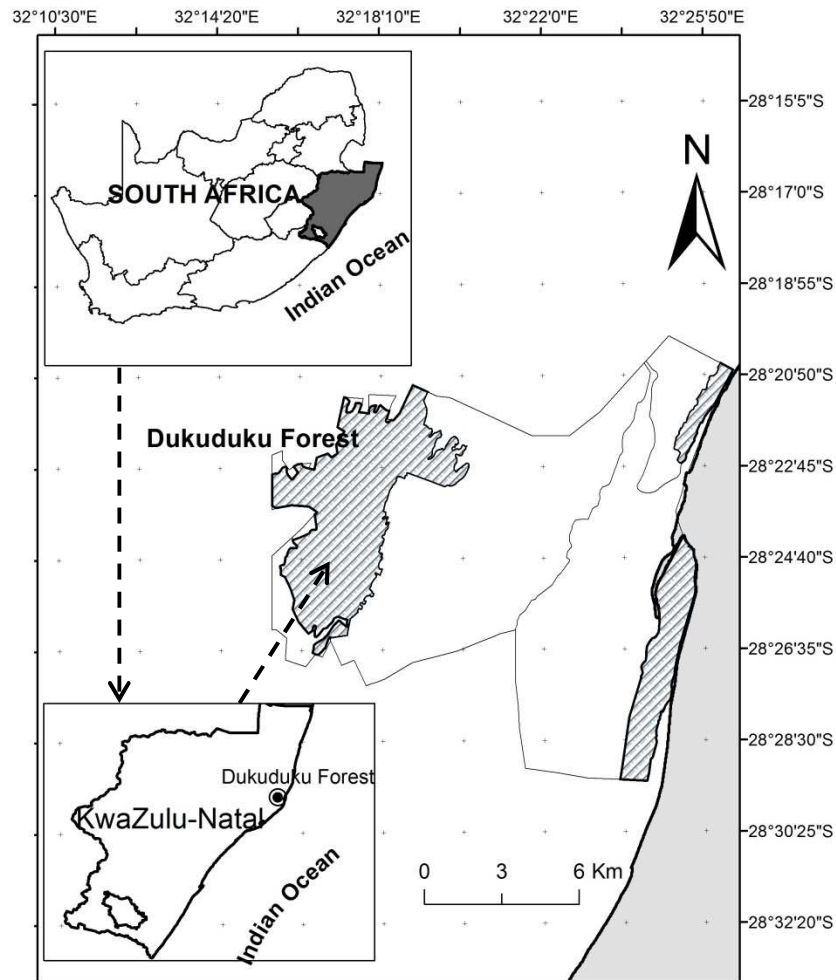 32°10'30"E 32°14'20"E 32°18'10"E 32°22'0"E 32°25'50"E
28°15'5"S
N
28°17'0"S
SOUTH AFRICA
Indian Ocean
28°18'55"S
28°20'50"S
Dukuduku Forest
28°22'45"S
28°24'40"S
28°26'35"S
28°28'30"S
Dukuduku Forest
KwaZulu-Natal
Indian Ocean
28°30'25"S
0 3 6 Km
28°32'20"S